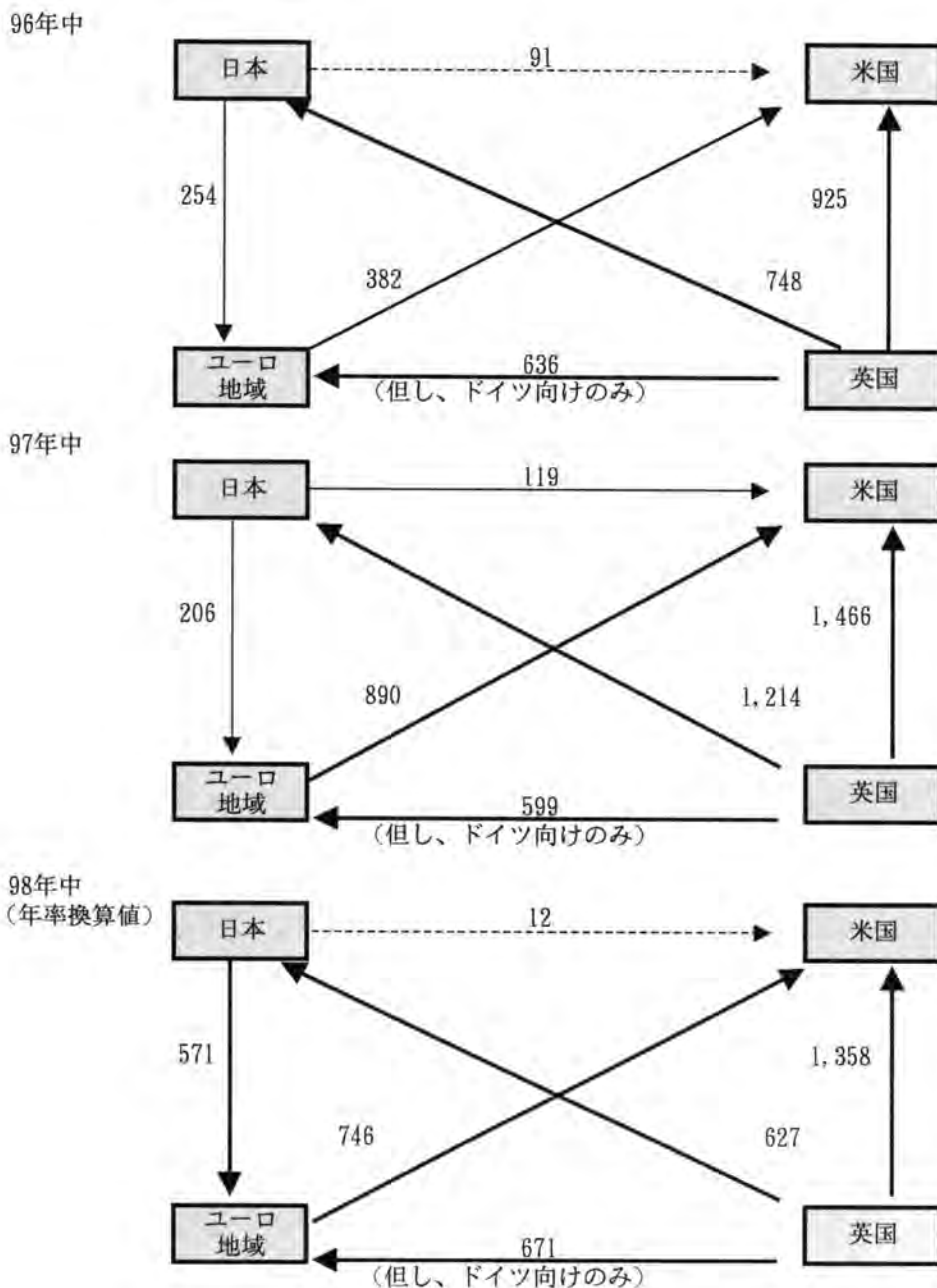 96年中
日本
91
米国
254
382
748
925
ユーロ
地域
636
(但し、ドイツ向けのみ)
英国
97年中
日本
119
米国
206
890
1,214
1,466
ユーロ
地域
599
(但し、ドイツ向けのみ)
英国
98年中
(年率換算値)
日本
12
米国
571
746
627
1,358
ユーロ
地域
671
(但し、ドイツ向けのみ)
英国